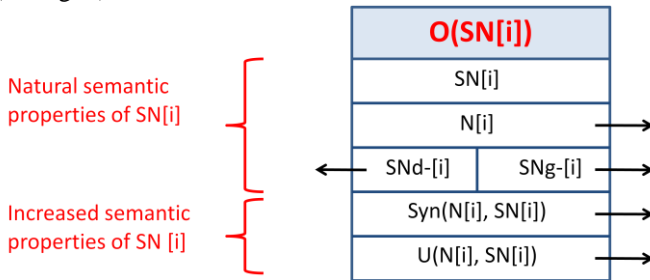 O(SN[i])
Natural semantic
properties of SN[i]
SN[i]
N[i]
SNd-[i] SNg-[i]
Increased semantic
properties of SN [i]
Syn(N[i], SN[i])
U(N[i], SN[i])